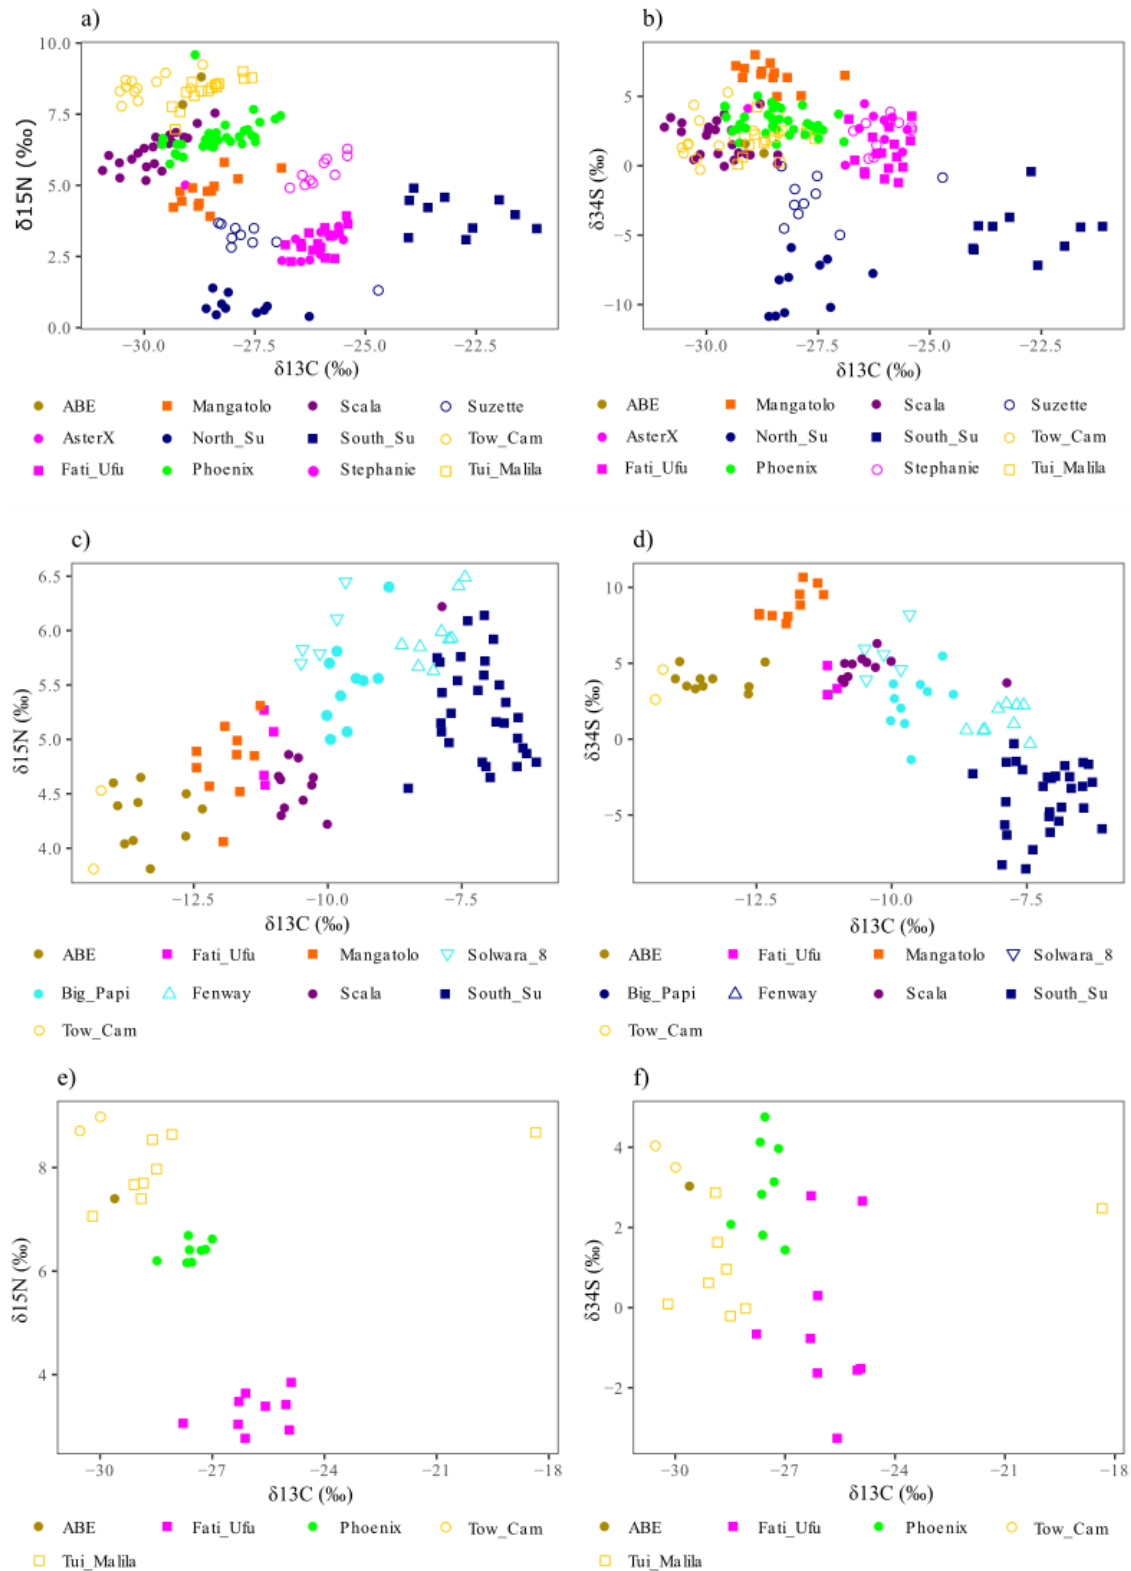 a)
b)
10.0
7.5
5.0
2.5
0.0
δ15N (‰)
−30.0 −27.5 −25.0 −22.5
δ13C (‰)
5
0
−5
−10
δ34S (‰)
−30.0 −27.5 −25.0 −22.5
δ13C (‰)
ABE Mangatolo Scala Suzette
AsterX North_Su South_Su Tow_Cam
Fati_Ufu Phoenix Stephanie Tui_Malila
ABE Mangatolo Scala Suzette
AsterX North_Su South_Su Tow_Cam
Fati_Ufu Phoenix Stephanie Tui_Malila
c)
d)
6.5
6.0
5.5
5.0
4.5
4.0
δ15N (‰)
−12.5 −10.0 −7.5
δ13C (‰)
10
5
0
−5
δ34S (‰)
−12.5 −10.0 −7.5
δ13C (‰)
ABE Fati_Ufu Mangatolo Solwara_8
Big_Papi Fenway Scala South_Su
Tow_Cam
ABE Fati_Ufu Mangatolo Solwara_8
Big_Papi Fenway Scala South_Su
Tow_Cam
e)
f)
8
6
4
δ15N (‰)
−30 −27 −24 −21 −18
δ13C (‰)
4
2
0
−2
δ34S (‰)
−30 −27 −24 −21 −18
δ13C (‰)
ABE Fati_Ufu Phoenix Tow_Cam
Tui_Malila
ABE Fati_Ufu Phoenix Tow_Cam
Tui_Malila